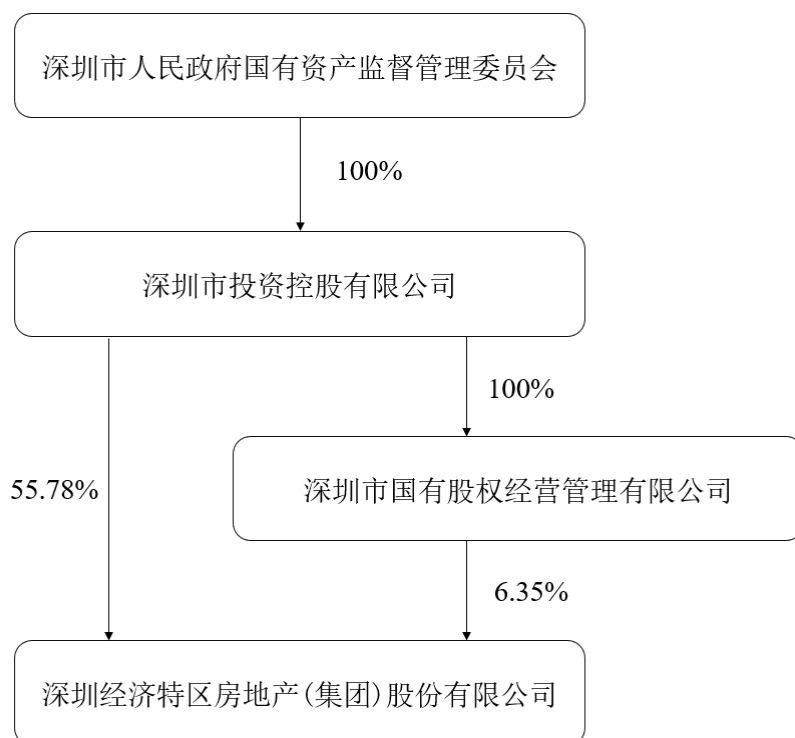 深圳市人民政府国有资产监督管理委员会
100%
深圳市投资控股有限公司
100%
55.78%
深圳市国有股权经营管理有限公司
6.35%
深圳经济特区房地产(集团)股份有限公司